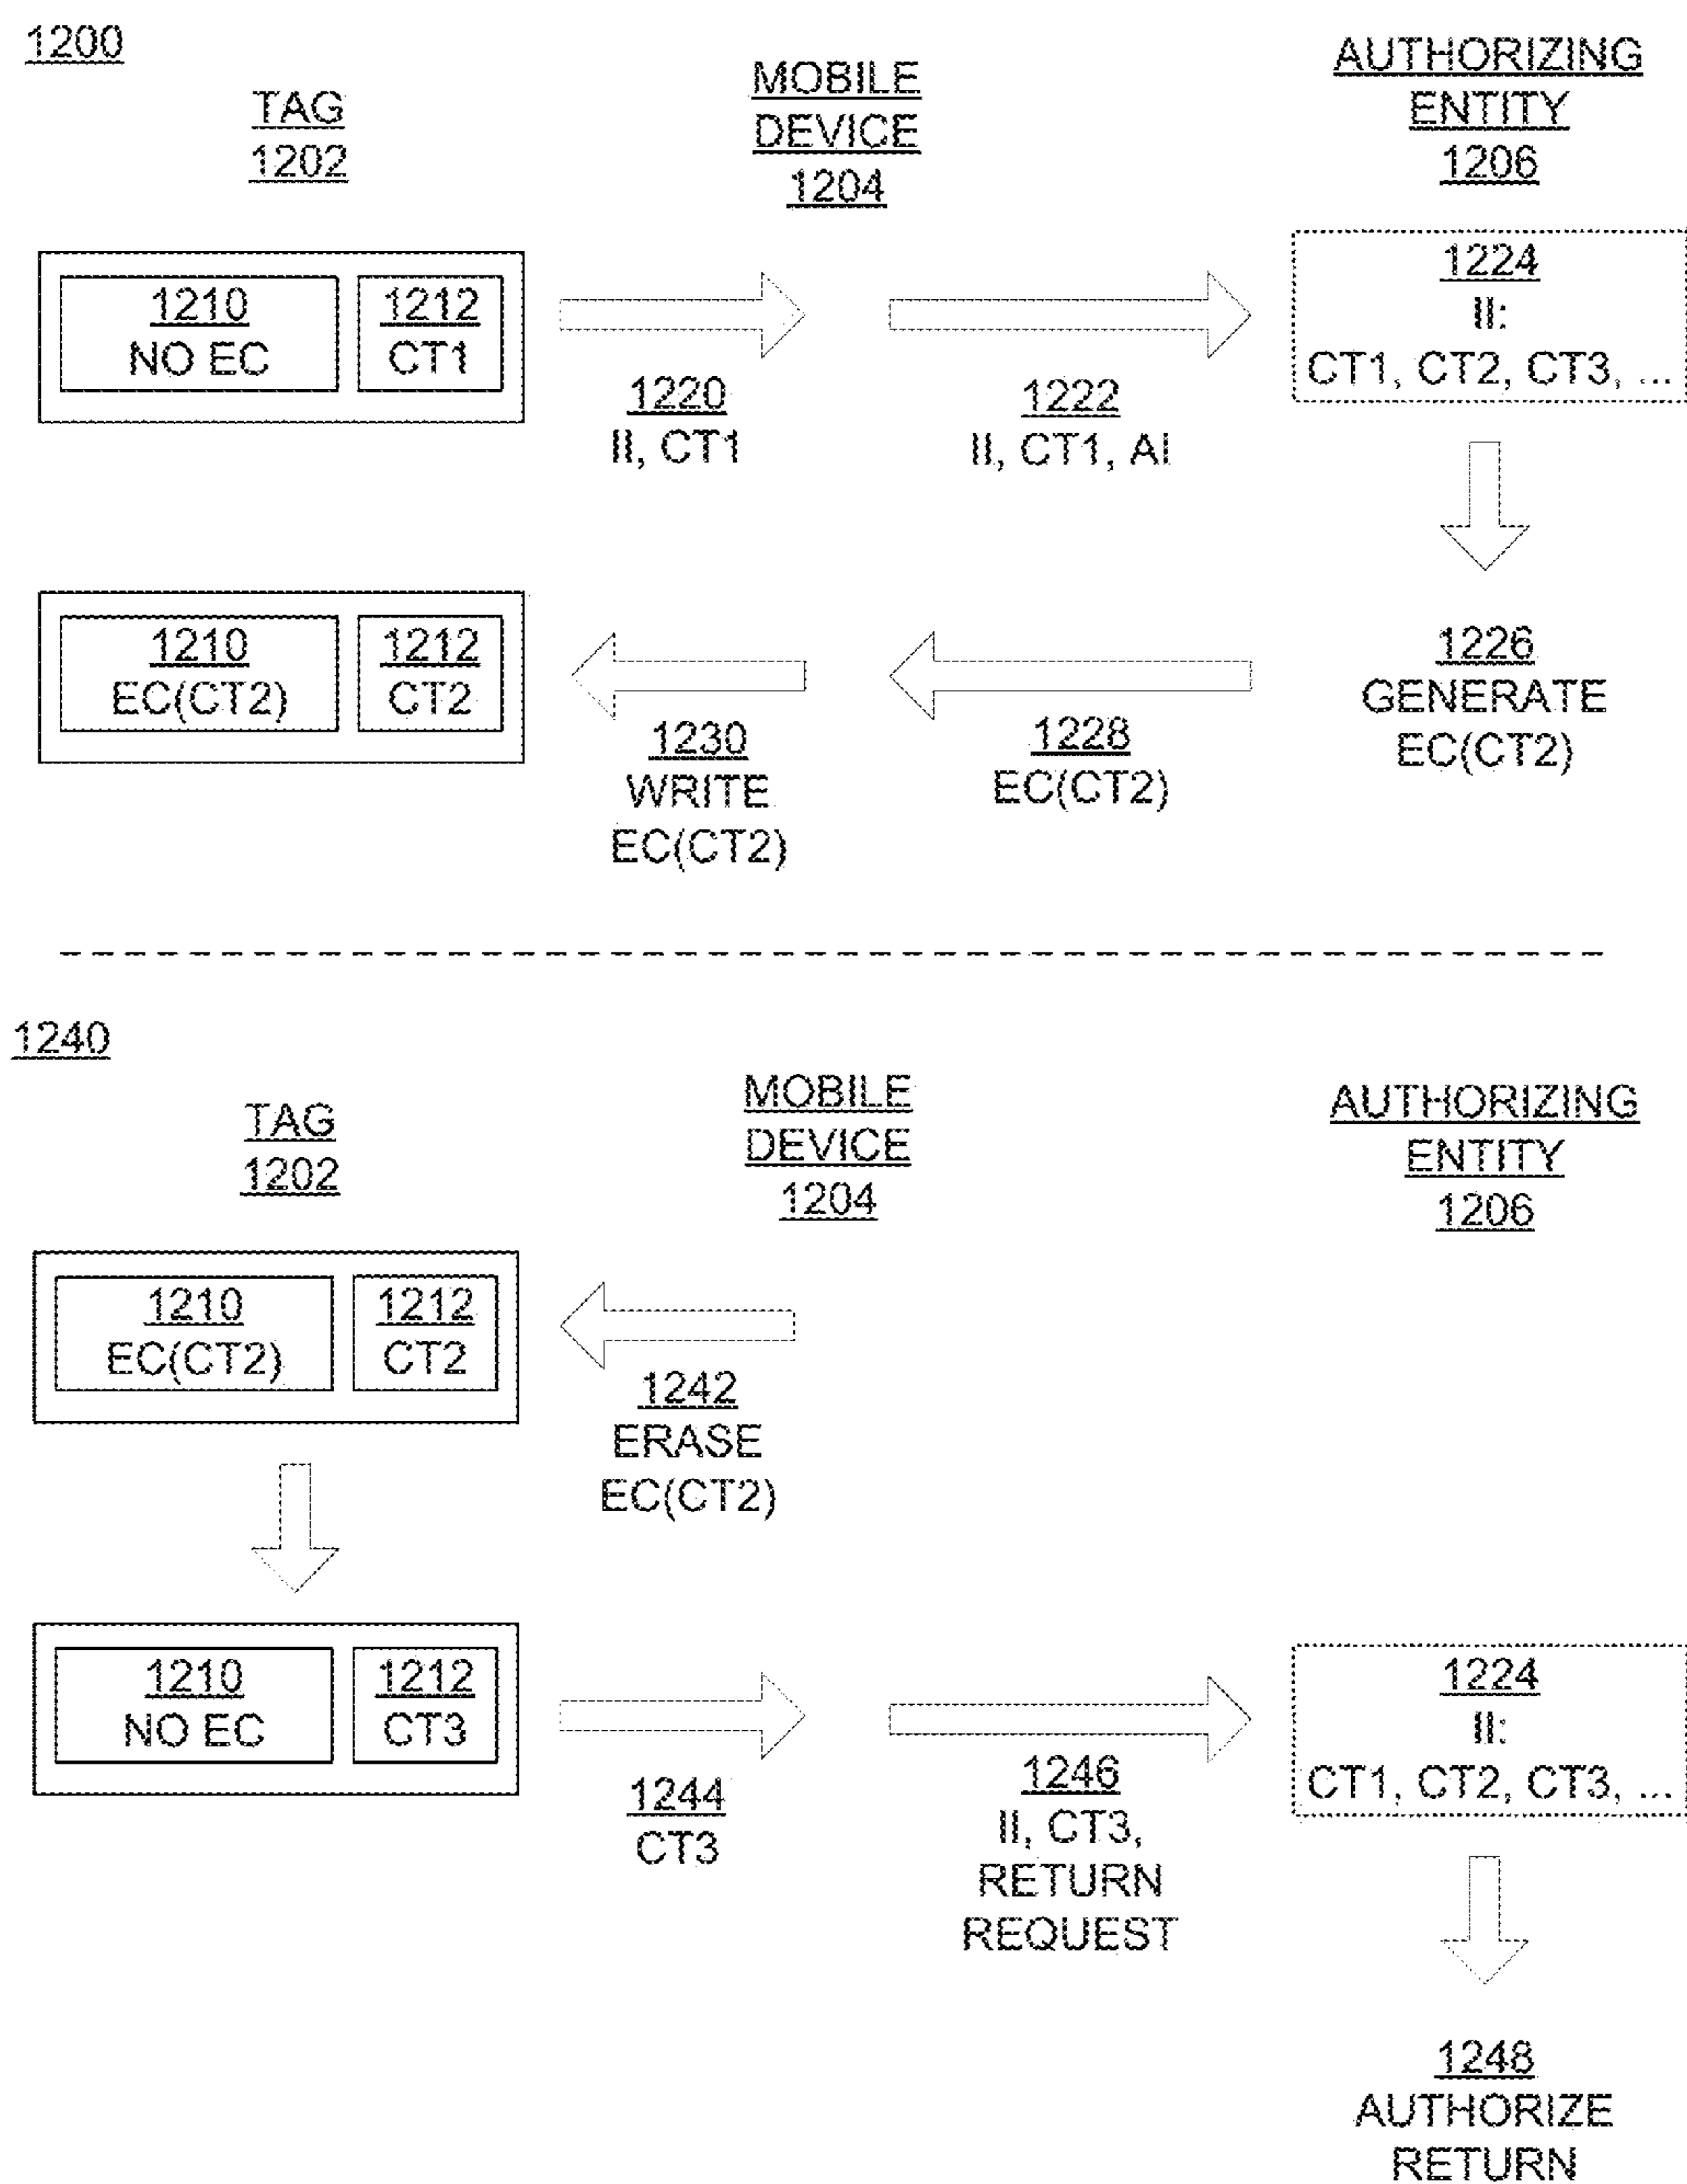 1200
TAG
1202
MOBILE
DEVICE
1204
AUTHORIZING
ENTITY
1206
1210
NO EC
1212
CT1
1220
II, CT1
1222
II, CT1, AI
1224
II:
CT1, CT2, CT3, ...
1210
EC(CT2)
1212
CT2
1230
WRITE
EC(CT2)
1228
EC(CT2)
1226
GENERATE
EC(CT2)
1240
TAG
1202
MOBILE
DEVICE
1204
AUTHORIZING
ENTITY
1206
1210
EC(CT2)
1212
CT2
1242
ERASE
EC(CT2)
1210
NO EC
1212
CT3
1244
CT3
1246
II, CT3,
RETURN
REQUEST
1224
II:
CT1, CT2, CT3, ...
1248
AUTHORIZE
RETURN